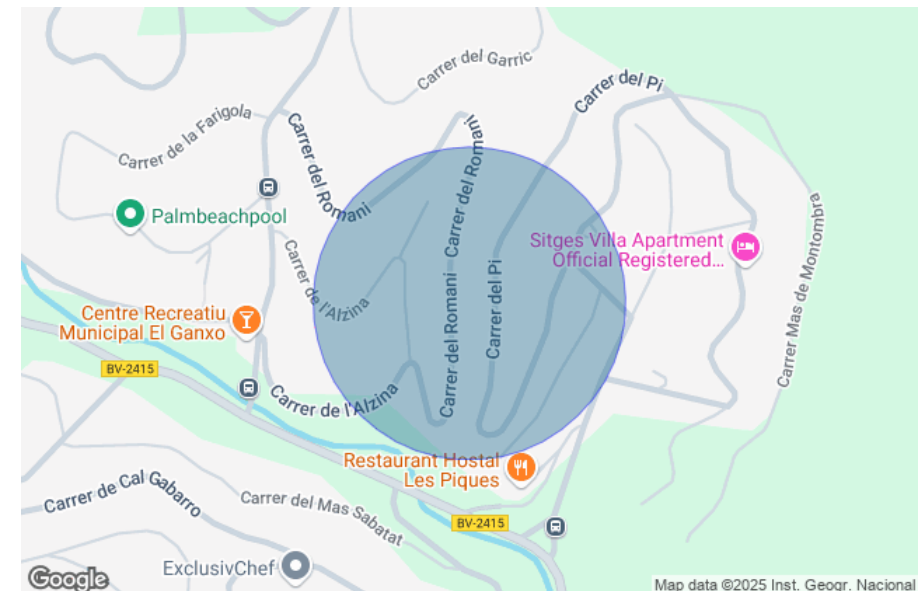 Carrer del Garric
Carrer del Pi
Carrer de la Farigola
Carrer del Romani
Carrer del Romani
Palmbeachpool
Sitges Villa Apartment
Official Registered...
Carrer de l'Alzina
Carrer del Romani
Carrer del Pi
Carrer Mas de Montombra
Centre Recreatiu
Municipal El Ganxo
BV-2415
Carrer de l'Alzina
Restaurant Hostal
Les Piques
Carrer de Cal Gabarro
Carrer del Mas Sabatat
BV-2415
ExclusivChef
Google
Map data ©2025 Inst. Geogr. Nacional